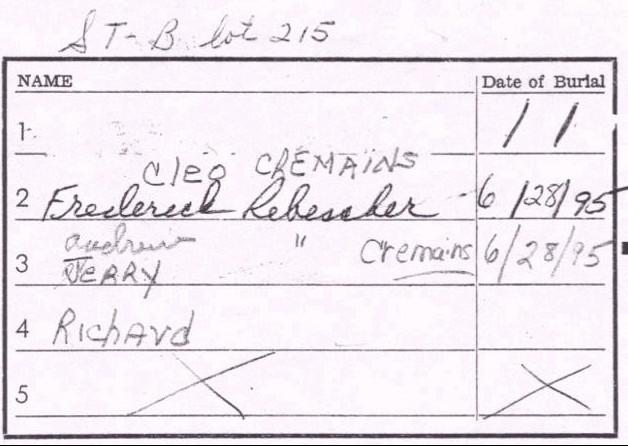 ST-B lot 215
NAME Date of Burial
1 / /
Cleo CREMAINS
2 Frederick Rebescher 6/28/95
Andrew " Cremains 6/28/95
3 JERRY
4 Richard
5